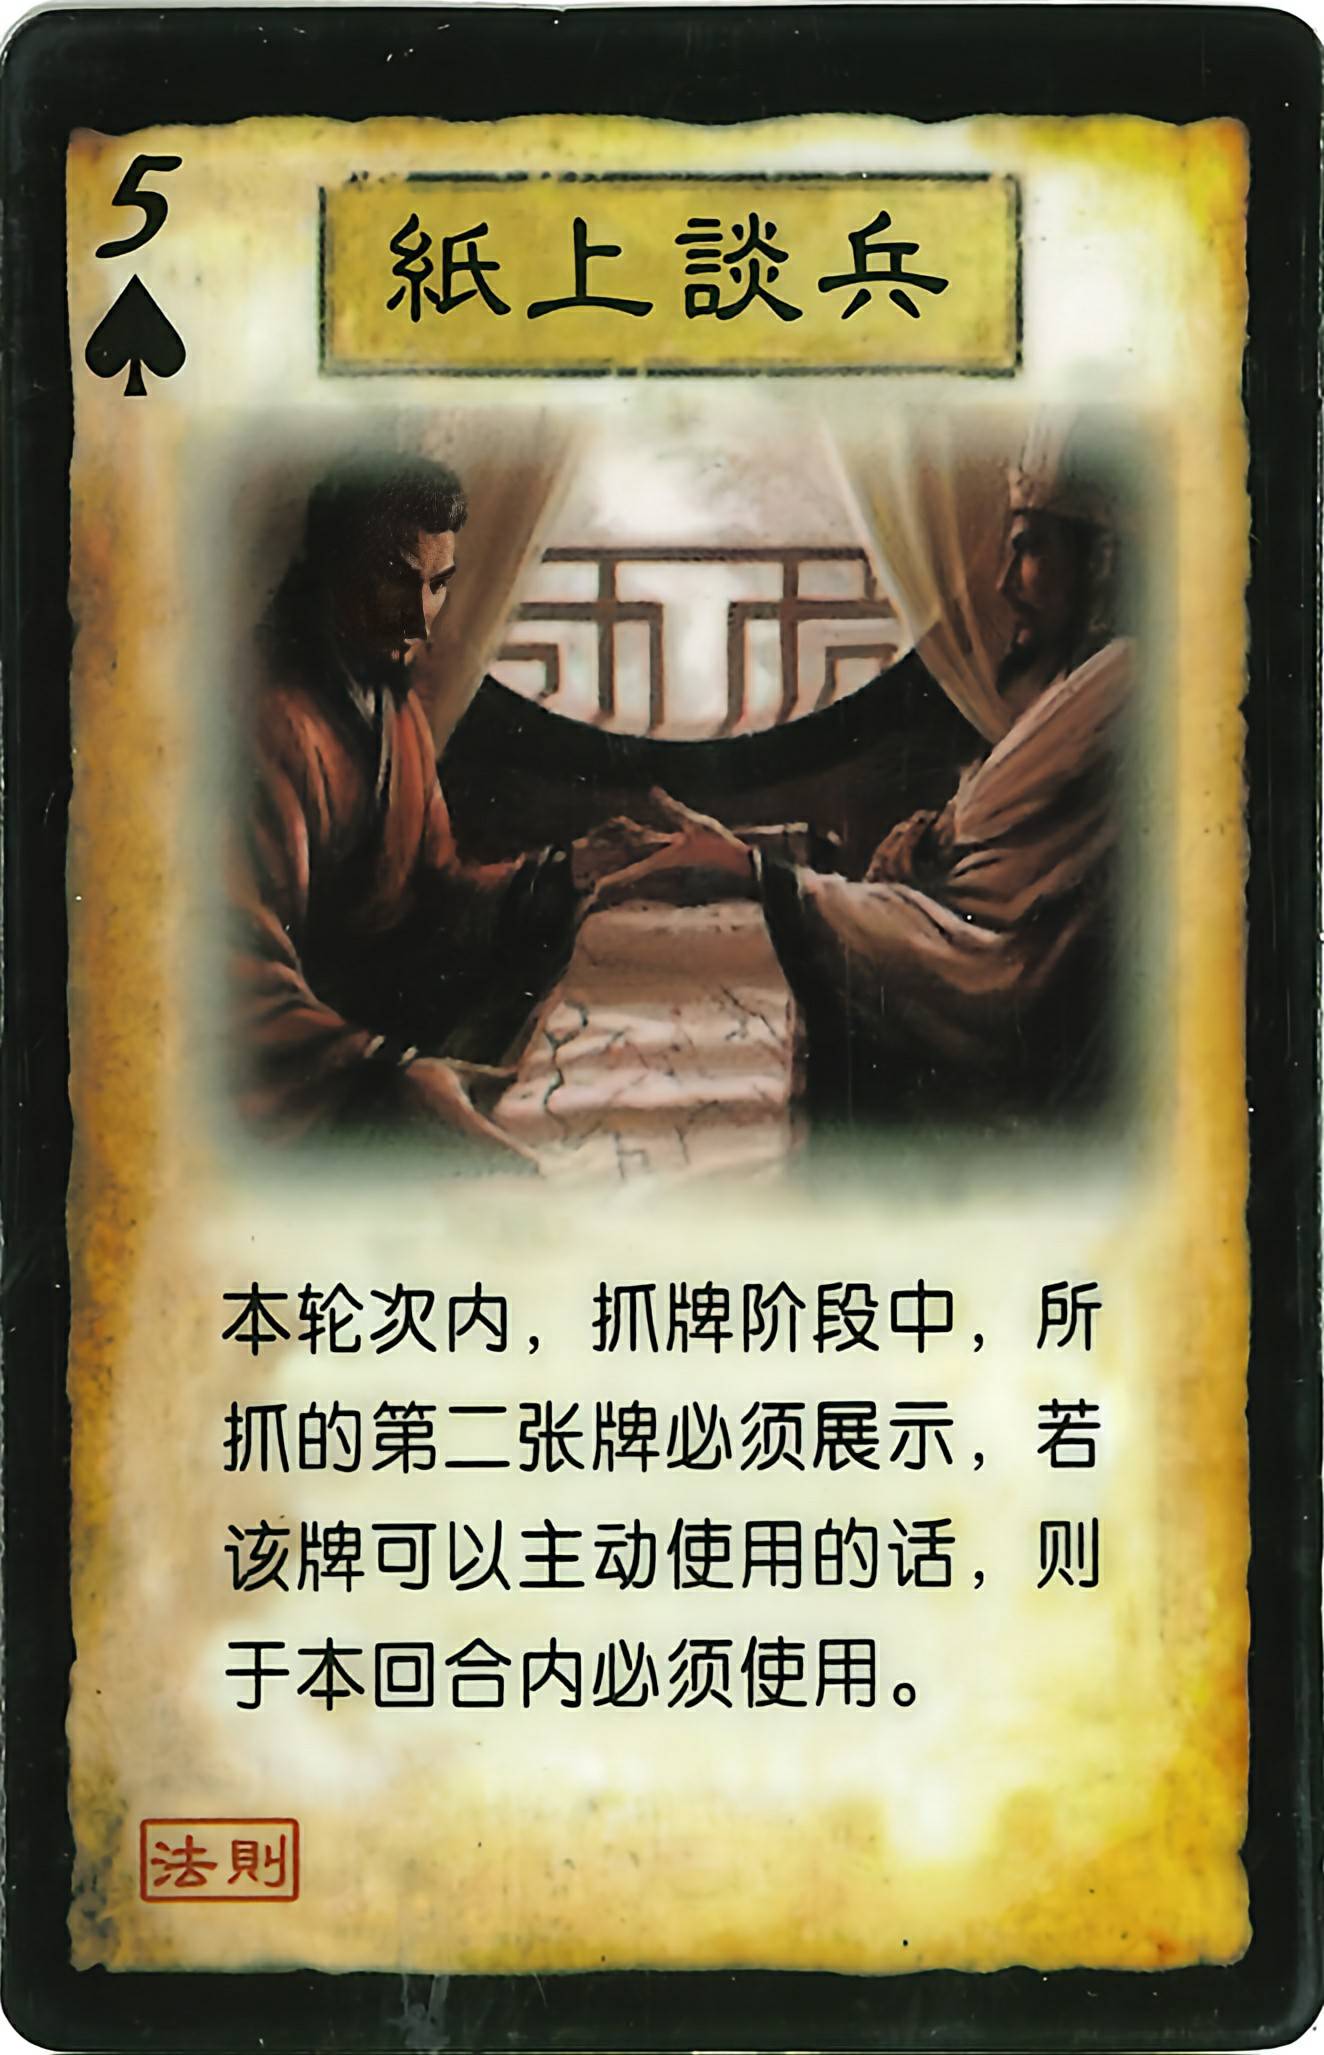 5
紙上談兵
本轮次内，抓牌阶段中，所
抓的第二张牌必须展示，若
该牌可以主动使用的话，则
于本回合内必须使用。
法則